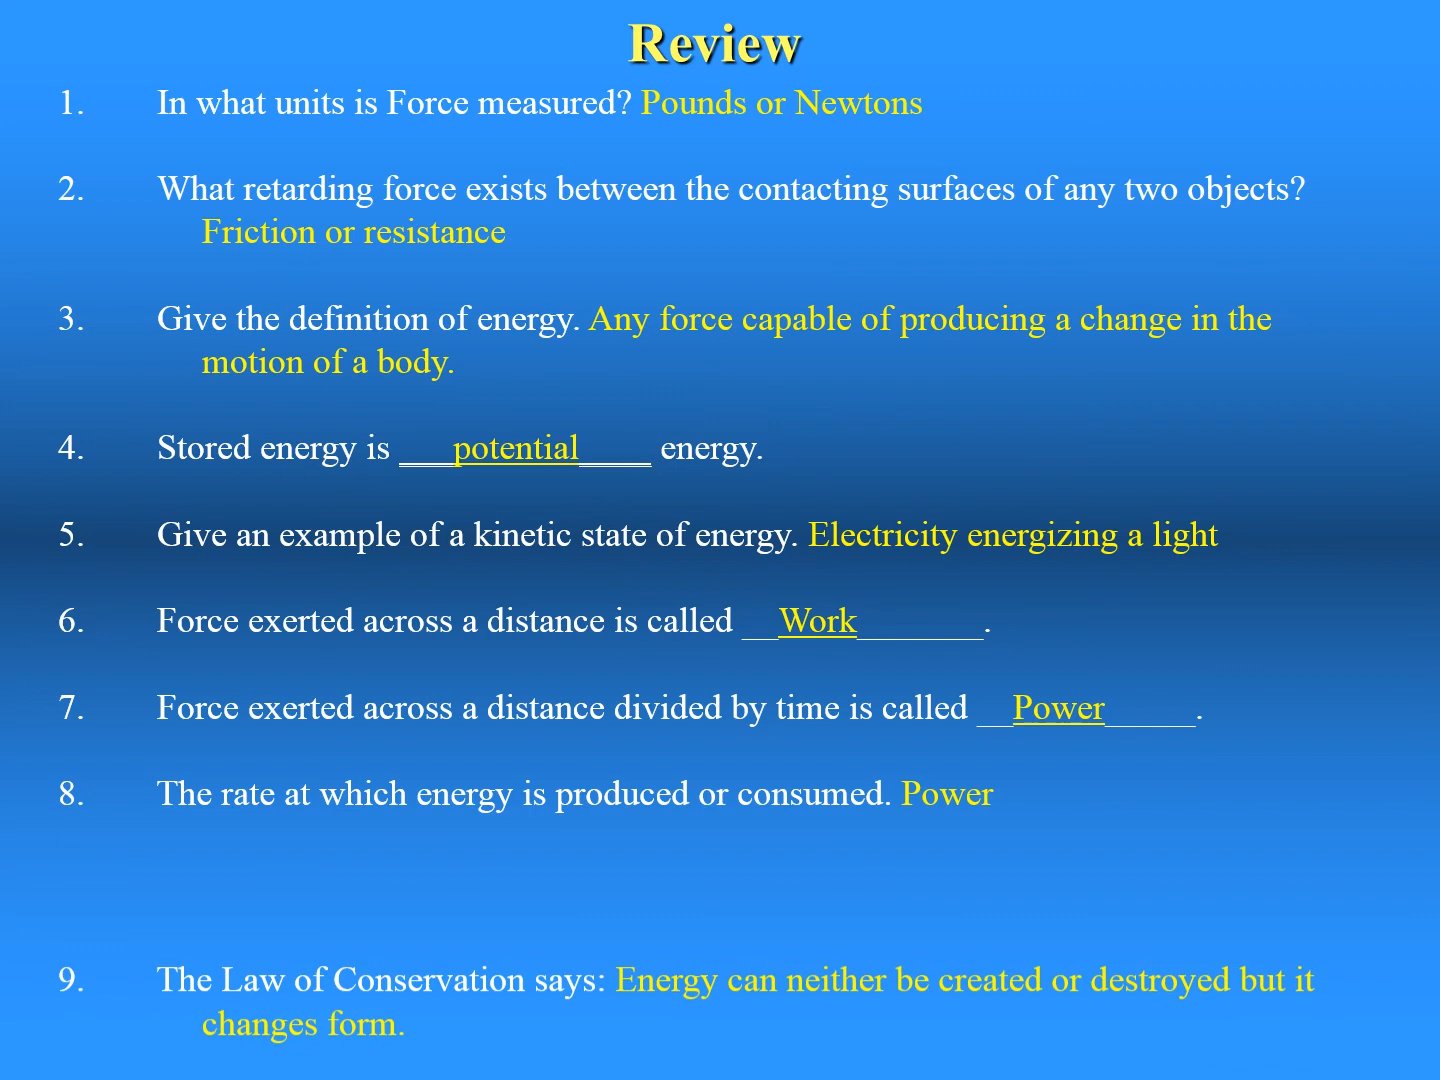 Review
1. In what units is Force measured? Pounds or Newtons
2. What retarding force exists between the contacting surfaces of any two objects?
Friction or resistance
3. Give the definition of energy. Any force capable of producing a change in the
motion of a body.
4. Stored energy is ___potential____ energy.
5. Give an example of a kinetic state of energy. Electricity energizing a light
6. Force exerted across a distance is called __Work_______.
7. Force exerted across a distance divided by time is called __Power_____.
8. The rate at which energy is produced or consumed. Power
9. The Law of Conservation says: Energy can neither be created or destroyed but it
changes form.